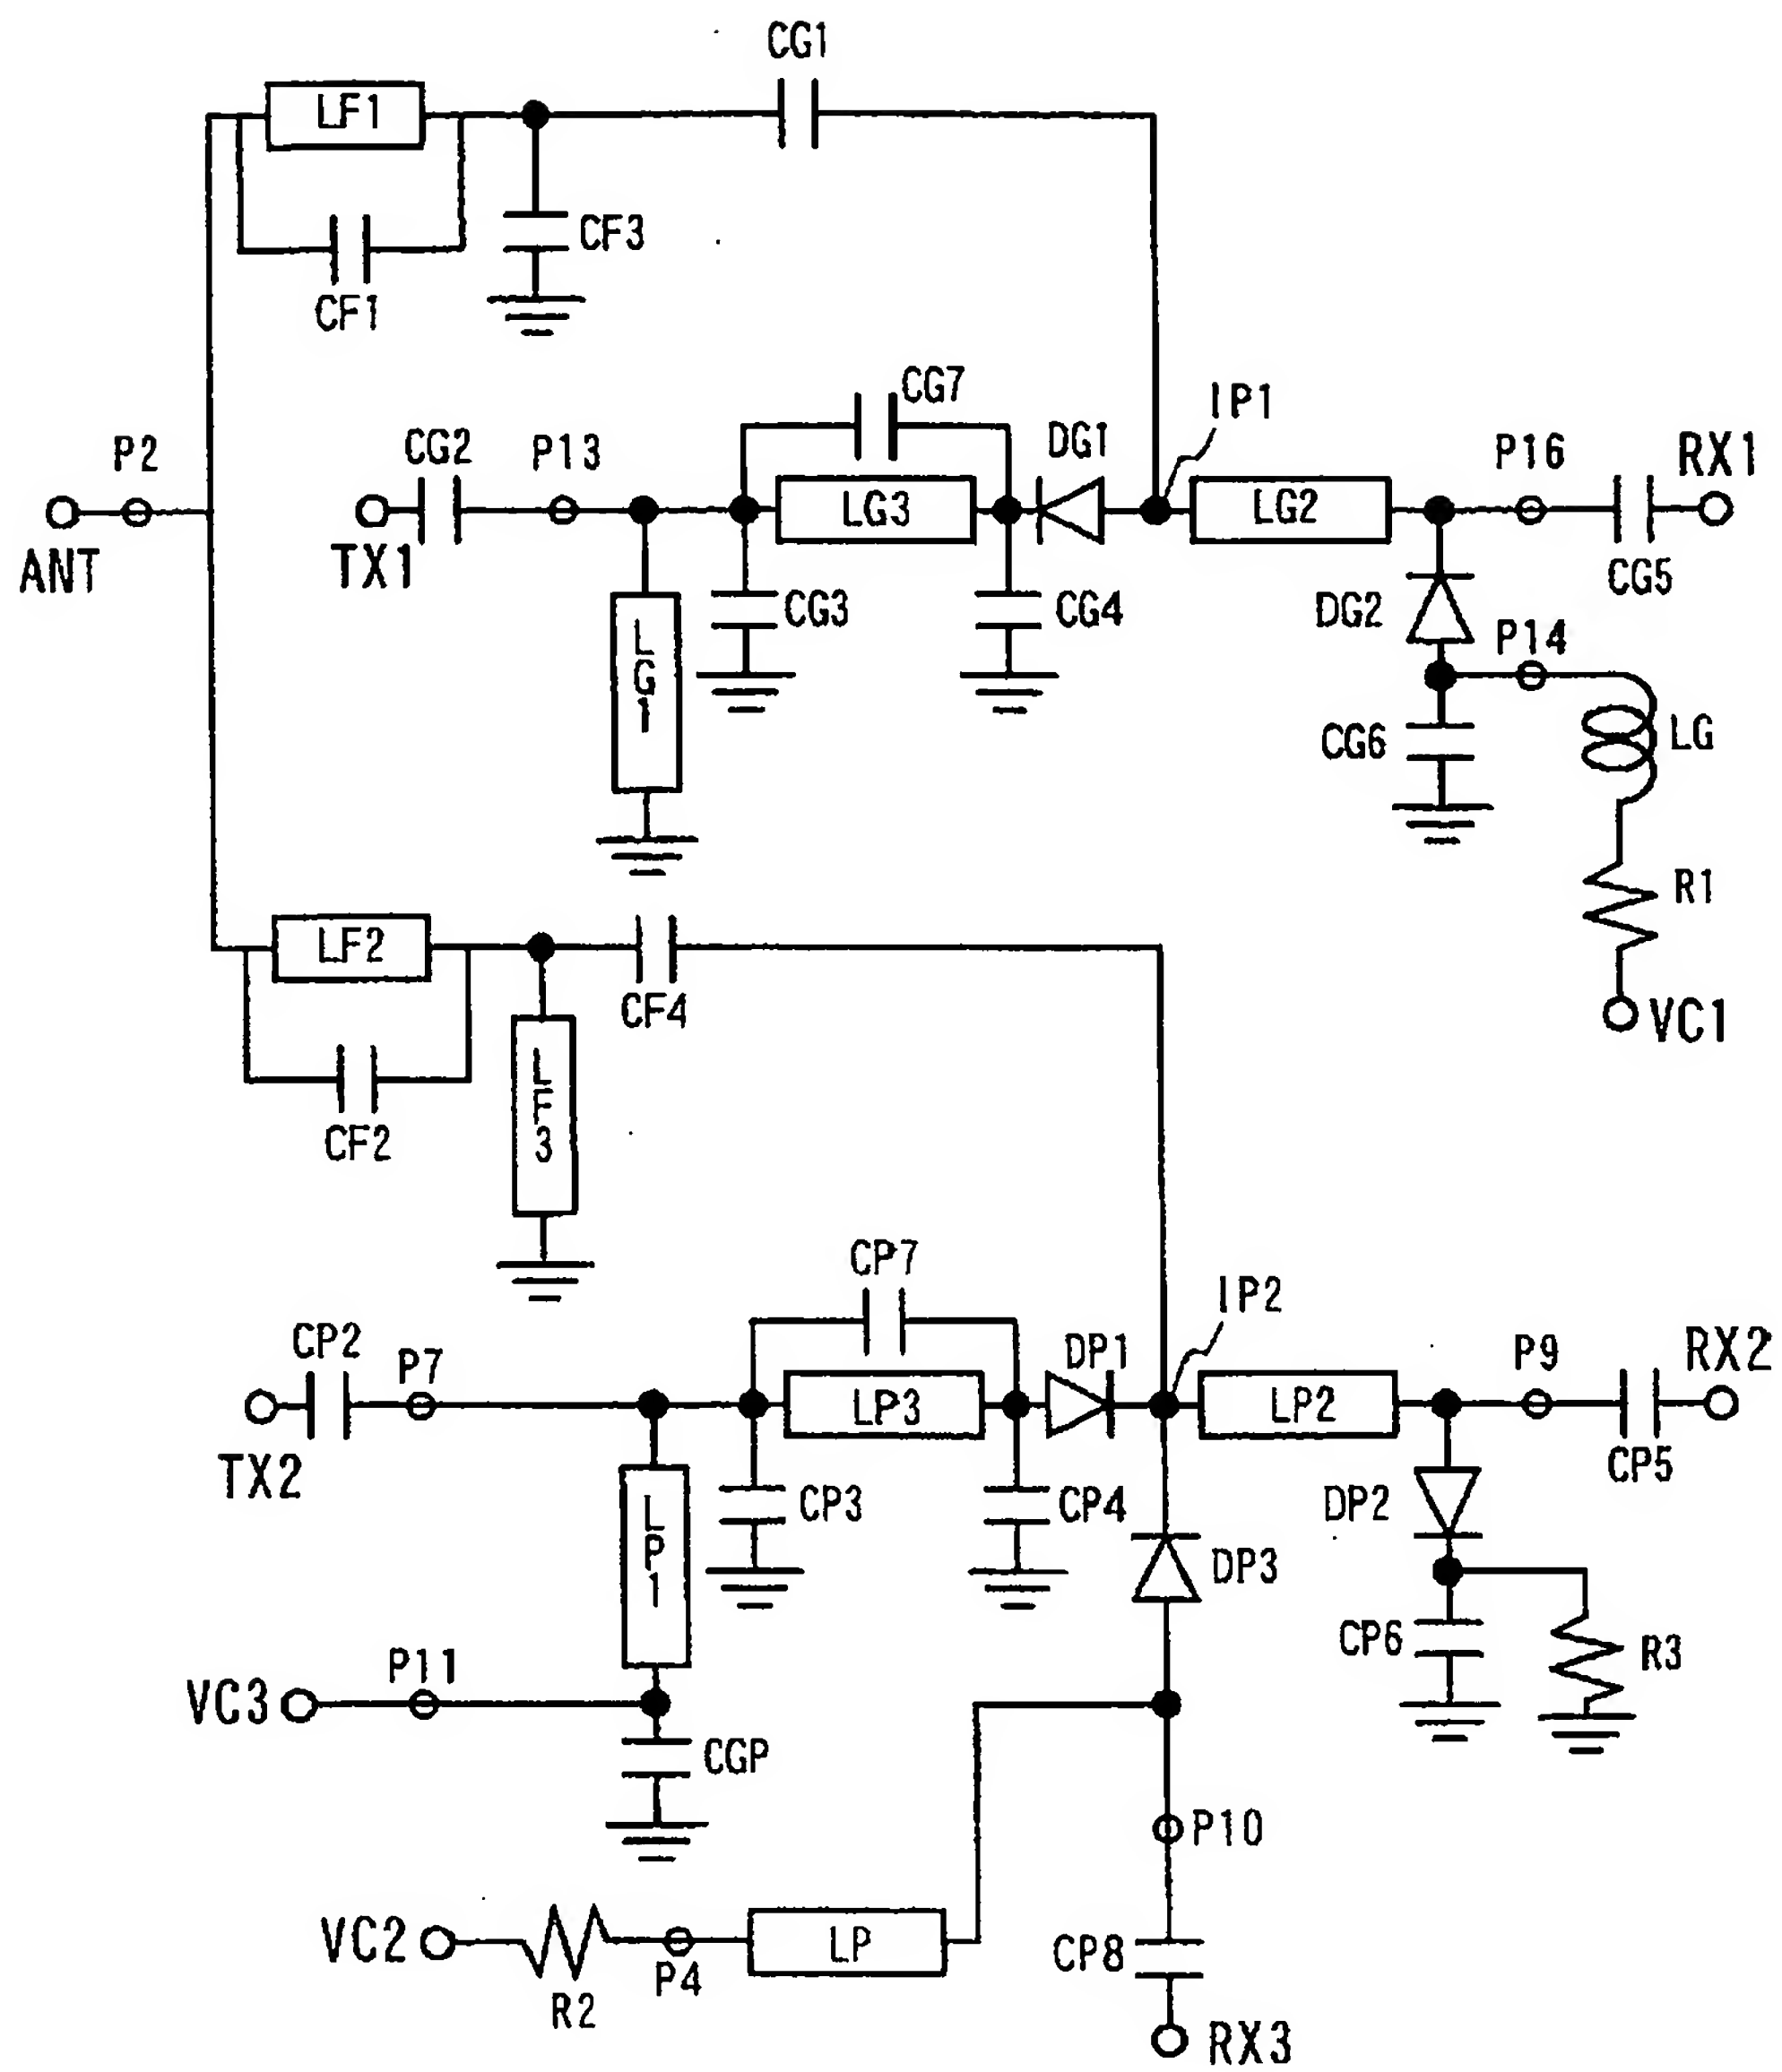 CG1
LF1
CF3
CF1
CG7
IP1
P2
CG2
P13
DG1
P16
RX1
LG3
LG2
ANT
TX1
CG3
CG4
DG2
CG5
LG1
P14
CG6
LG
R1
LF2
CF4
VC1
LF3
CF2
CP7
IP2
CP2
P7
DP1
P9
RX2
LP3
LP2
TX2
CP3
CP4
DP2
CP5
LP1
DP3
CP6
R3
P11
VC3
CGP
P10
VC2
LP
CP8
P4
R2
RX3